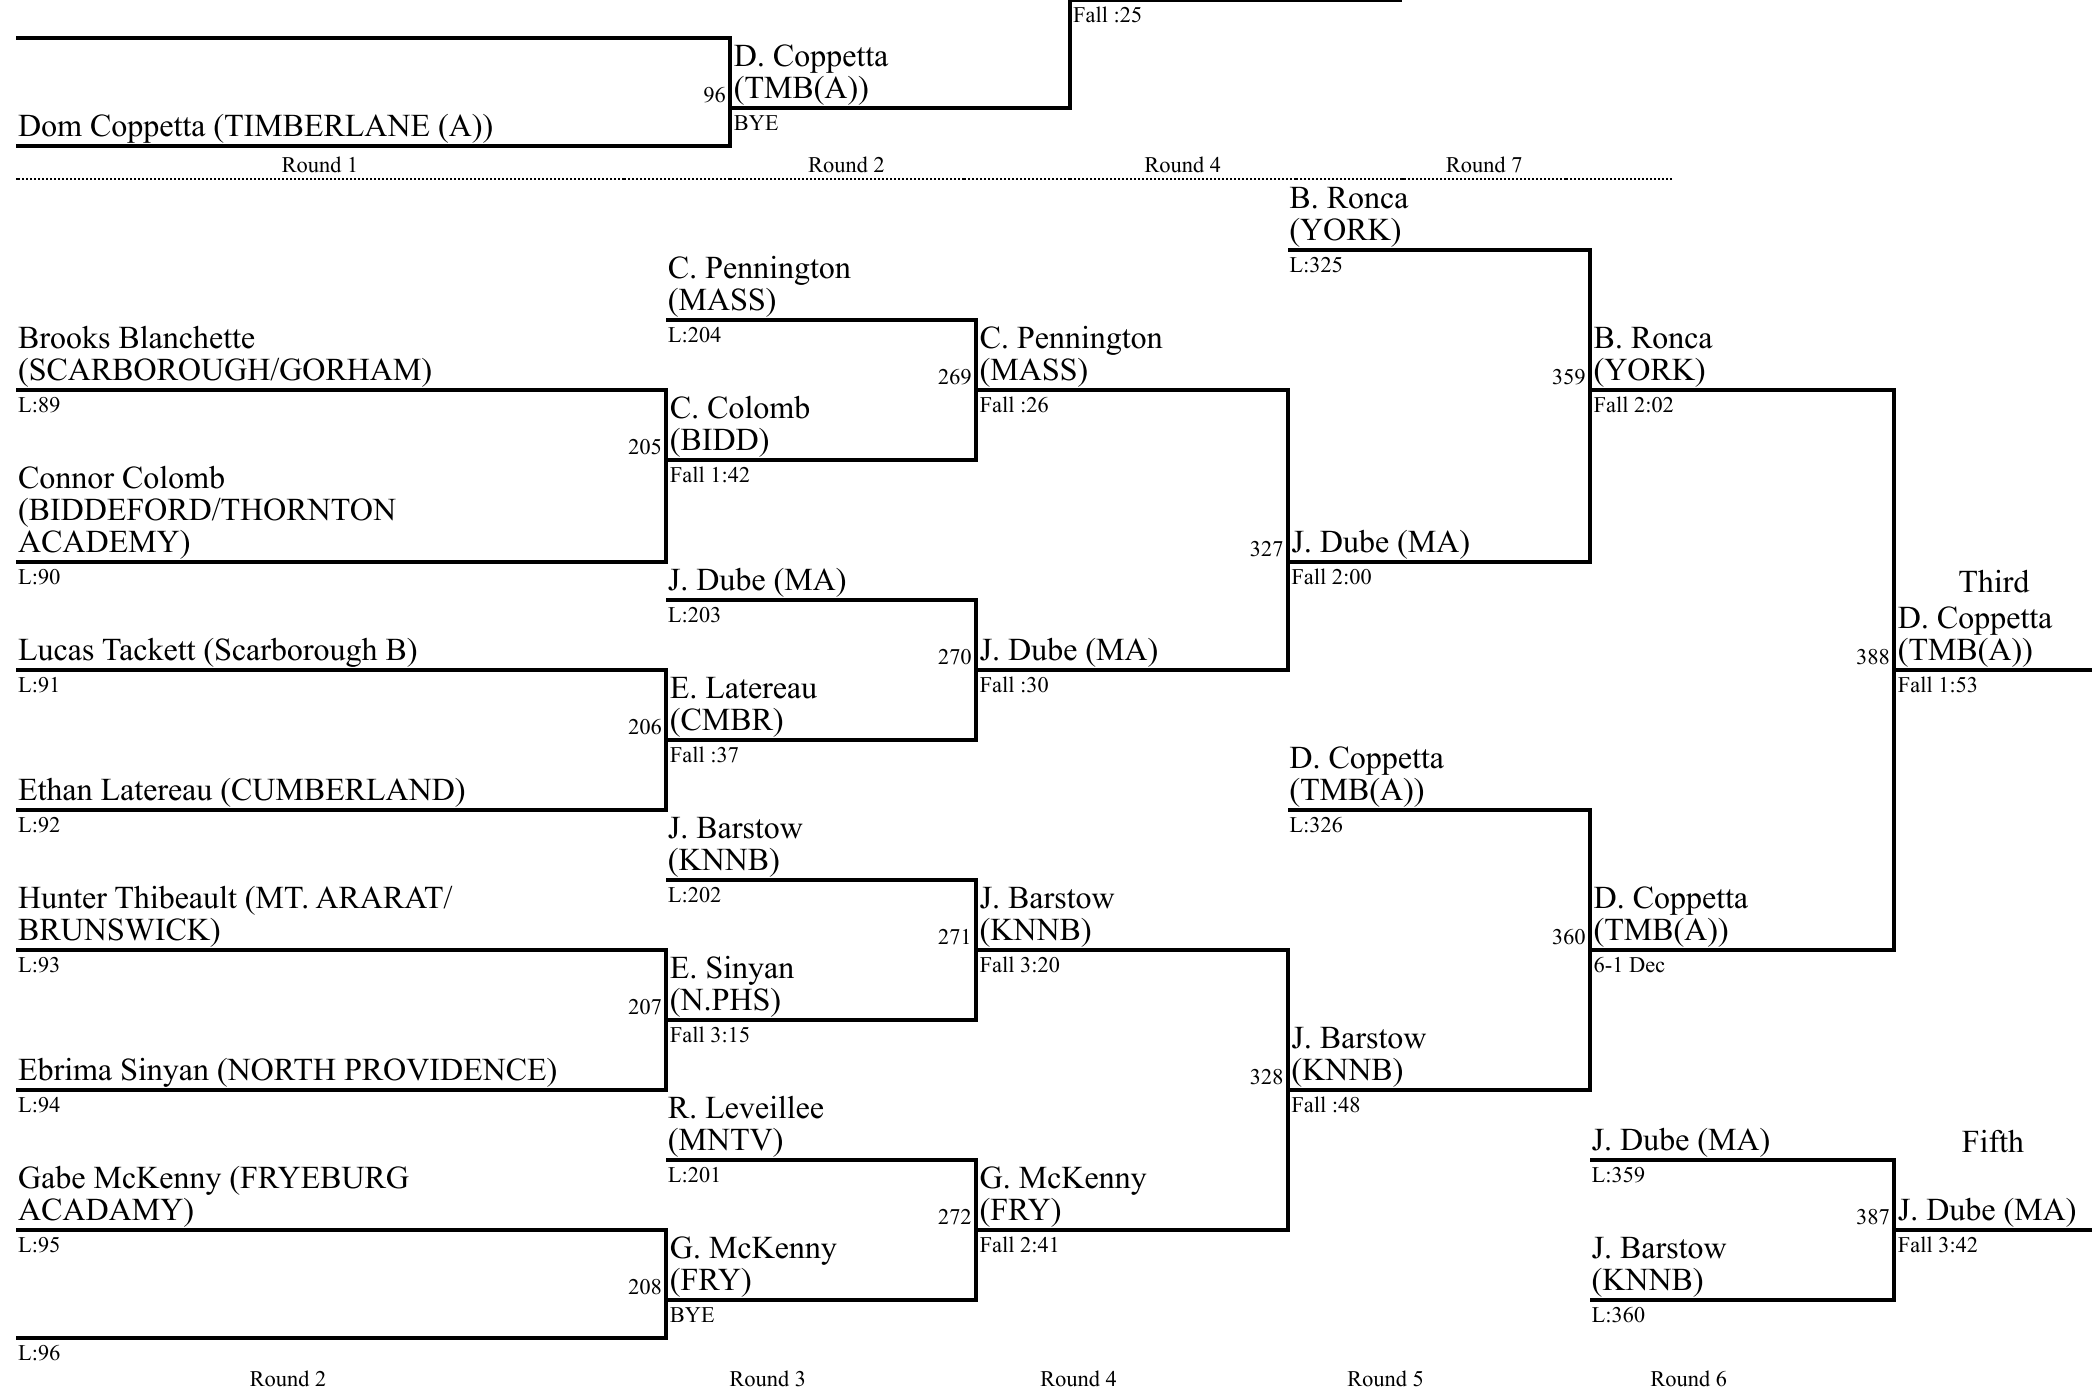 Fall :25
D. Coppetta
(TMB(A))
96
Dom Coppetta (TIMBERLANE (A))
BYE
Round 1
Round 2
Round 4
Round 7
B. Ronca
(YORK)
L:325
C. Pennington
(MASS)
L:204
Brooks Blanchette
(SCARBOROUGH/GORHAM)
L:89
C. Pennington
(MASS)
269
Fall :26
B. Ronca
(YORK)
359
Fall 2:02
C. Colomb
(BIDD)
205
Fall 1:42
Connor Colomb
(BIDDEFORD/THORNTON
ACADEMY)
L:90
J. Dube (MA)
327
Fall 2:00
J. Dube (MA)
L:203
Third
D. Coppetta
(TMB(A))
388
Fall 1:53
Lucas Tackett (Scarborough B)
L:91
270
J. Dube (MA)
Fall :30
E. Latereau
(CMBR)
206
Fall :37
D. Coppetta
(TMB(A))
L:326
Ethan Latereau (CUMBERLAND)
L:92
J. Barstow
(KNNB)
L:202
Hunter Thibeault (MT. ARARAT/
BRUNSWICK)
L:93
J. Barstow
(KNNB)
271
Fall 3:20
D. Coppetta
(TMB(A))
360
6-1 Dec
E. Sinyan
(N.PHS)
207
Fall 3:15
Ebrima Sinyan (NORTH PROVIDENCE)
L:94
J. Barstow
(KNNB)
328
Fall :48
R. Leveillee
(MNTV)
L:201
J. Dube (MA)
L:359
Fifth
Gabe McKenny (FRYEBURG
ACADAMY)
L:95
G. McKenny
(FRY)
272
Fall 2:41
387
J. Dube (MA)
Fall 3:42
G. McKenny
(FRY)
208
BYE
J. Barstow
(KNNB)
L:360
L:96
Round 2
Round 3
Round 4
Round 5
Round 6